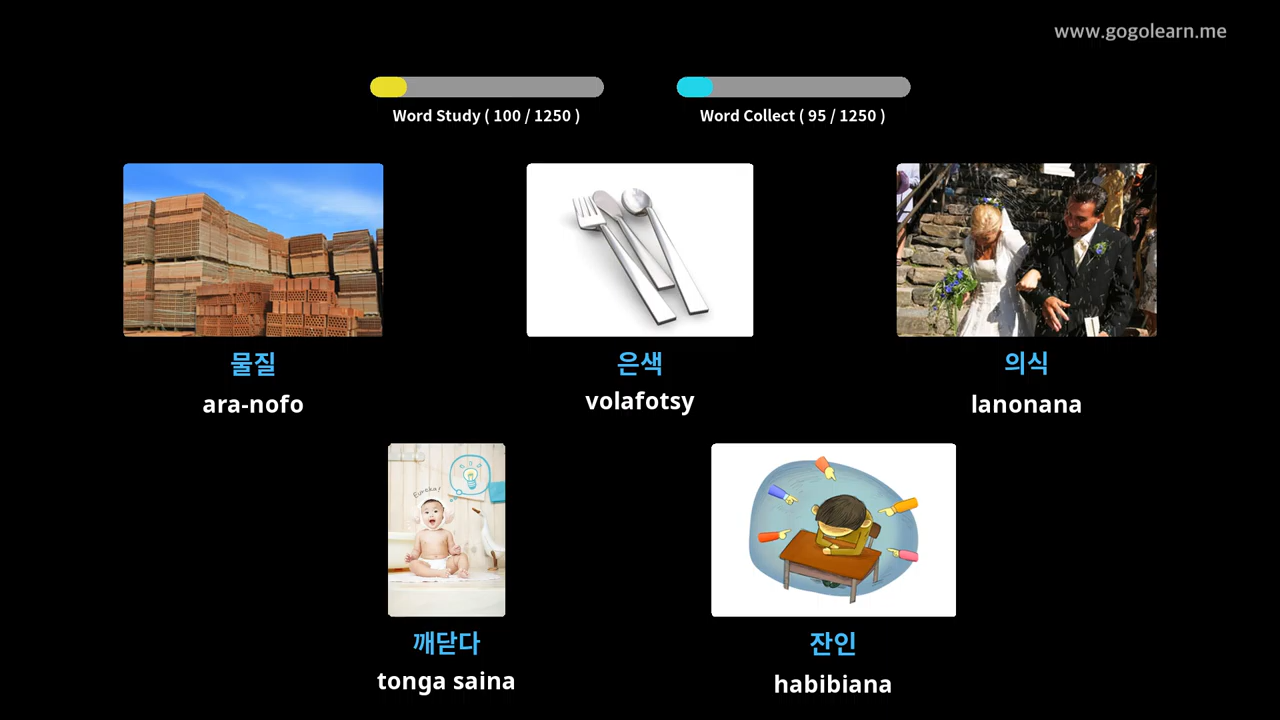 www.gogolearn.me
Word Study ( 100 / 1250 )
Word Collect ( 95 / 1250 )
물질
ara-nofo
은색
volafotsy
의식
lanonana
Eureka!
깨닫다
tonga saina
잔인
habibiana